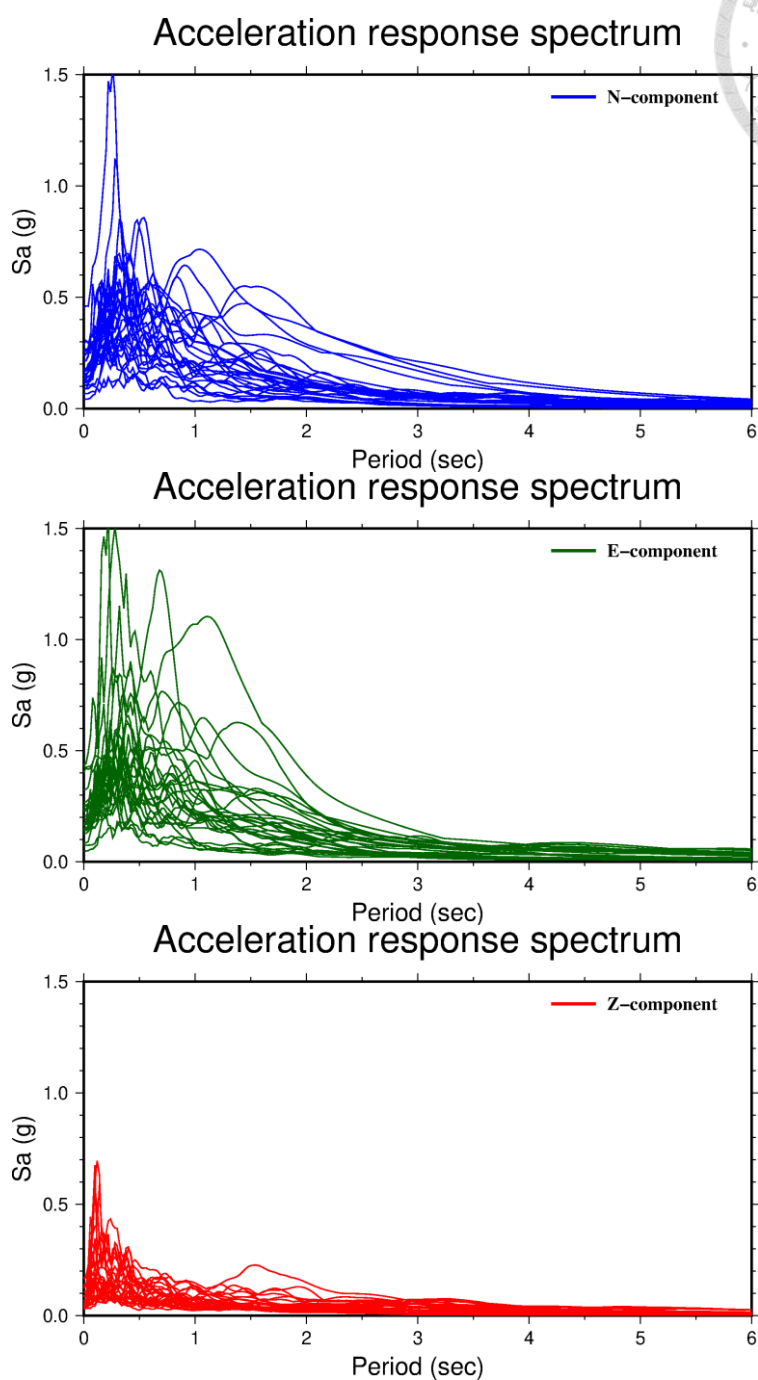 Acceleration response spectrum
1.5
N−component
1.0
Sa (g)
0.5
0.0
0 1 2 3 4 5 6
Period (sec)
Acceleration response spectrum
1.5
E−component
1.0
Sa (g)
0.5
0.0
0 1 2 3 4 5 6
Period (sec)
Acceleration response spectrum
1.5
Z−component
1.0
Sa (g)
0.5
0.0
0 1 2 3 4 5 6
Period (sec)